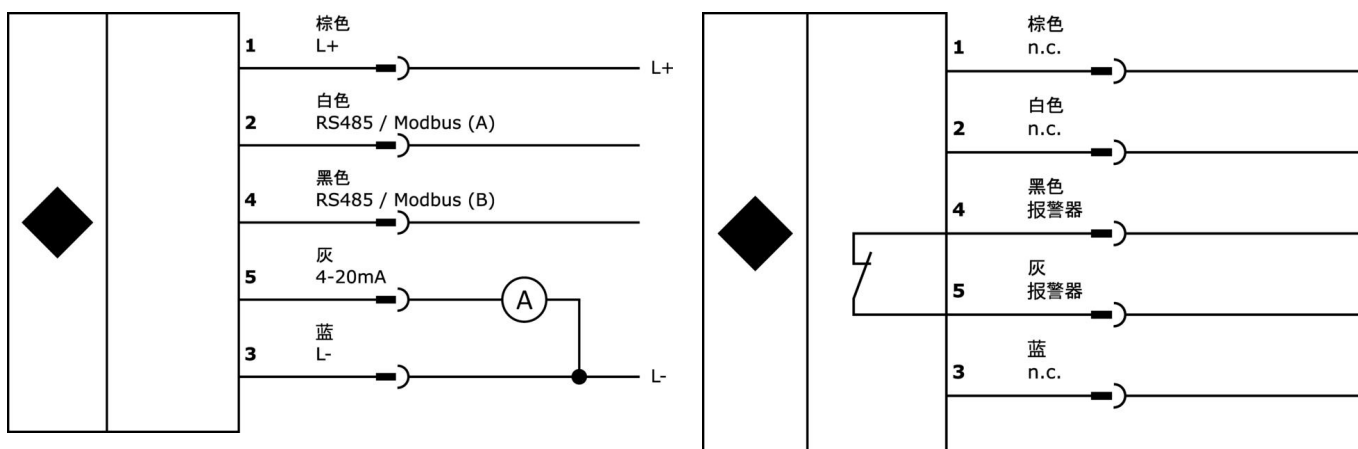 棕色
1 L+
L+
白色
2 RS485 / Modbus (A)
黑色
4 RS485 / Modbus (B)
灰
5 4-20mA
A
蓝
3 L-
L-
棕色
1 n.c.
白色
2 n.c.
黑色
4 报警器
灰
5 报警器
蓝
3 n.c.